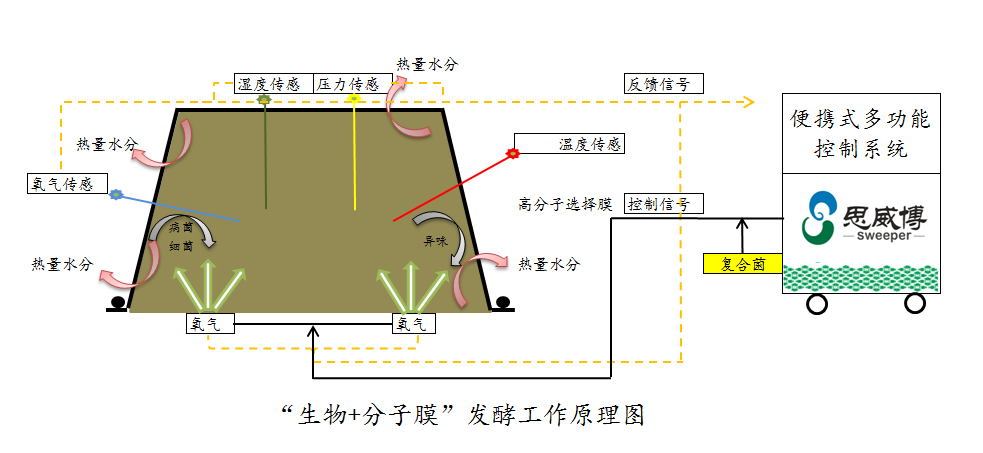 热量水分
湿度传感
压力传感
反馈信号
便携式多功能
控制系统
热量水分
温度传感
氧气传感
高分子选择膜
控制信号
思威博
sweeper
病菌
细菌
异味
热量水分
热量水分
复合菌
氧气
氧气
“生物+分子膜”发酵工作原理图